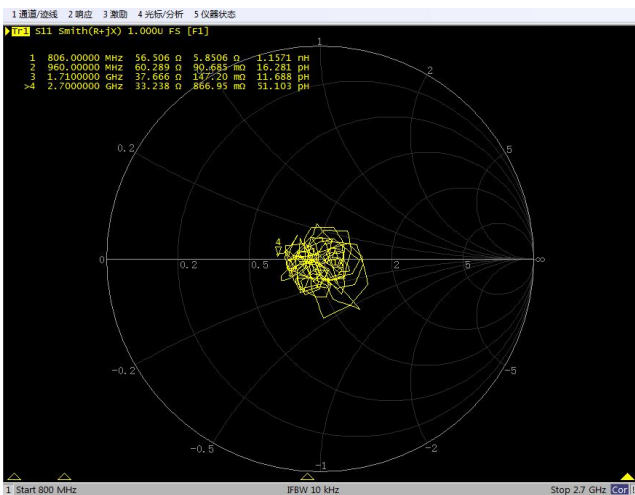 1 通道/迹线 2 响应 3 激励 4 光标/分析 5 仪器状态
Tr1 S11 Smith(R+jX) 1.000U FS [F1]
1 806.00000 MHz 56.506 Ω 5.8506 Ω 1.1571 nH
2 960.00000 MHz 60.289 Ω 90.685 mΩ 16.281 pH
3 1.7100000 GHz 37.666 Ω 147.20 mΩ 11.688 pH
>4 2.7000000 GHz 33.238 Ω 866.95 mΩ 51.103 pH
1
2
0.2
5
4
0
0.2
0.5
2
5
∞
-0.2
-5
-0.5
-2
-1
1 Start 800 MHz IFBW 10 kHz Stop 2.7 GHz Cor !